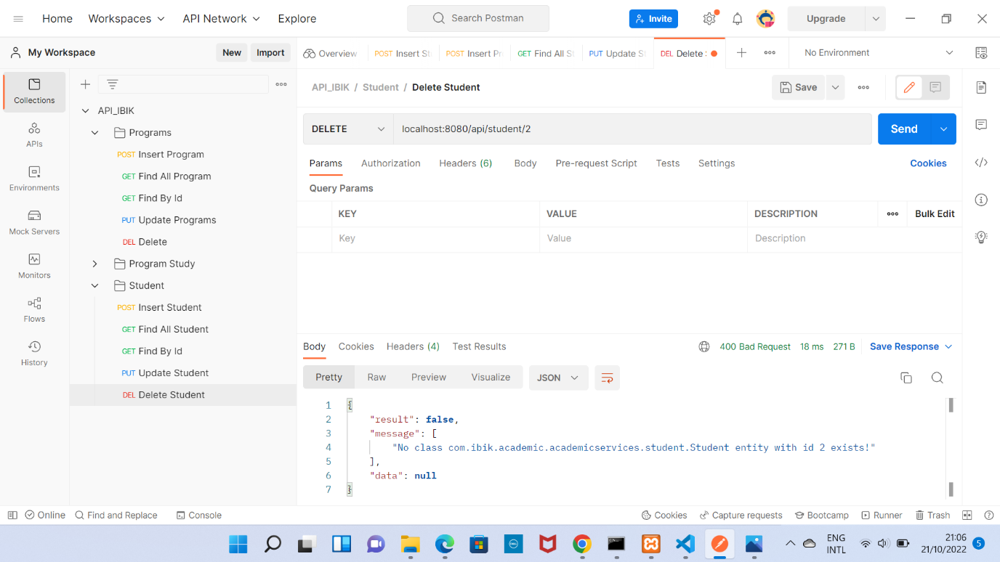 Home
Workspaces
API Network
Explore
Search Postman
Invite
Upgrade
My Workspace
New
Import
Overview
POST Insert St
POST Insert Pr
GET Find All S
PUT Update S
DEL Delete
No Environment
Collections
APIs
Environments
Mock Servers
Monitors
Flows
History
API_IBIK
Programs
POST Insert Program
GET Find All Program
GET Find By Id
PUT Update Programs
DEL Delete
Program Study
Student
POST Insert Student
GET Find All Student
GET Find By Id
PUT Update Student
DEL Delete Student
API_IBIK / Student / Delete Student
Save
DELETE
localhost:8080/api/student/2
Send
Params
Authorization
Headers (6)
Body
Pre-request Script
Tests
Settings
Cookies
Query Params
KEY
VALUE
DESCRIPTION
Bulk Edit
Key
Value
Description
Body
Cookies
Headers (4)
Test Results
400 Bad Request
18 ms
271 B
Save Response
Pretty
Raw
Preview
Visualize
JSON
1 {
2 "result": false,
3 "message": [
4 "No class com.ibik.academic.academicservices.student.Student entity with id 2 exists!"
5 ],
6 "data": null
7 }
Online
Find and Replace
Console
Cookies
Capture requests
Bootcamp
Runner
Trash
ENG
INTL
21:06
21/10/2022
5